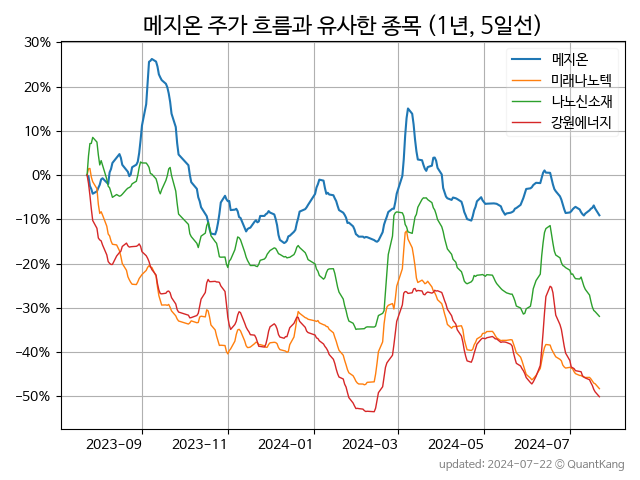 메지온 주가 흐름과 유사한 종목 (1년, 5일선)
30%
20%
10%
0%
−10%
−20%
−30%
−40%
−50%
메지온
미래나노텍
나노신소재
강원에너지
2023-09
2023-11
2024-01
2024-03
2024-05
2024-07
updated: 2024-07-22 © QuantKang